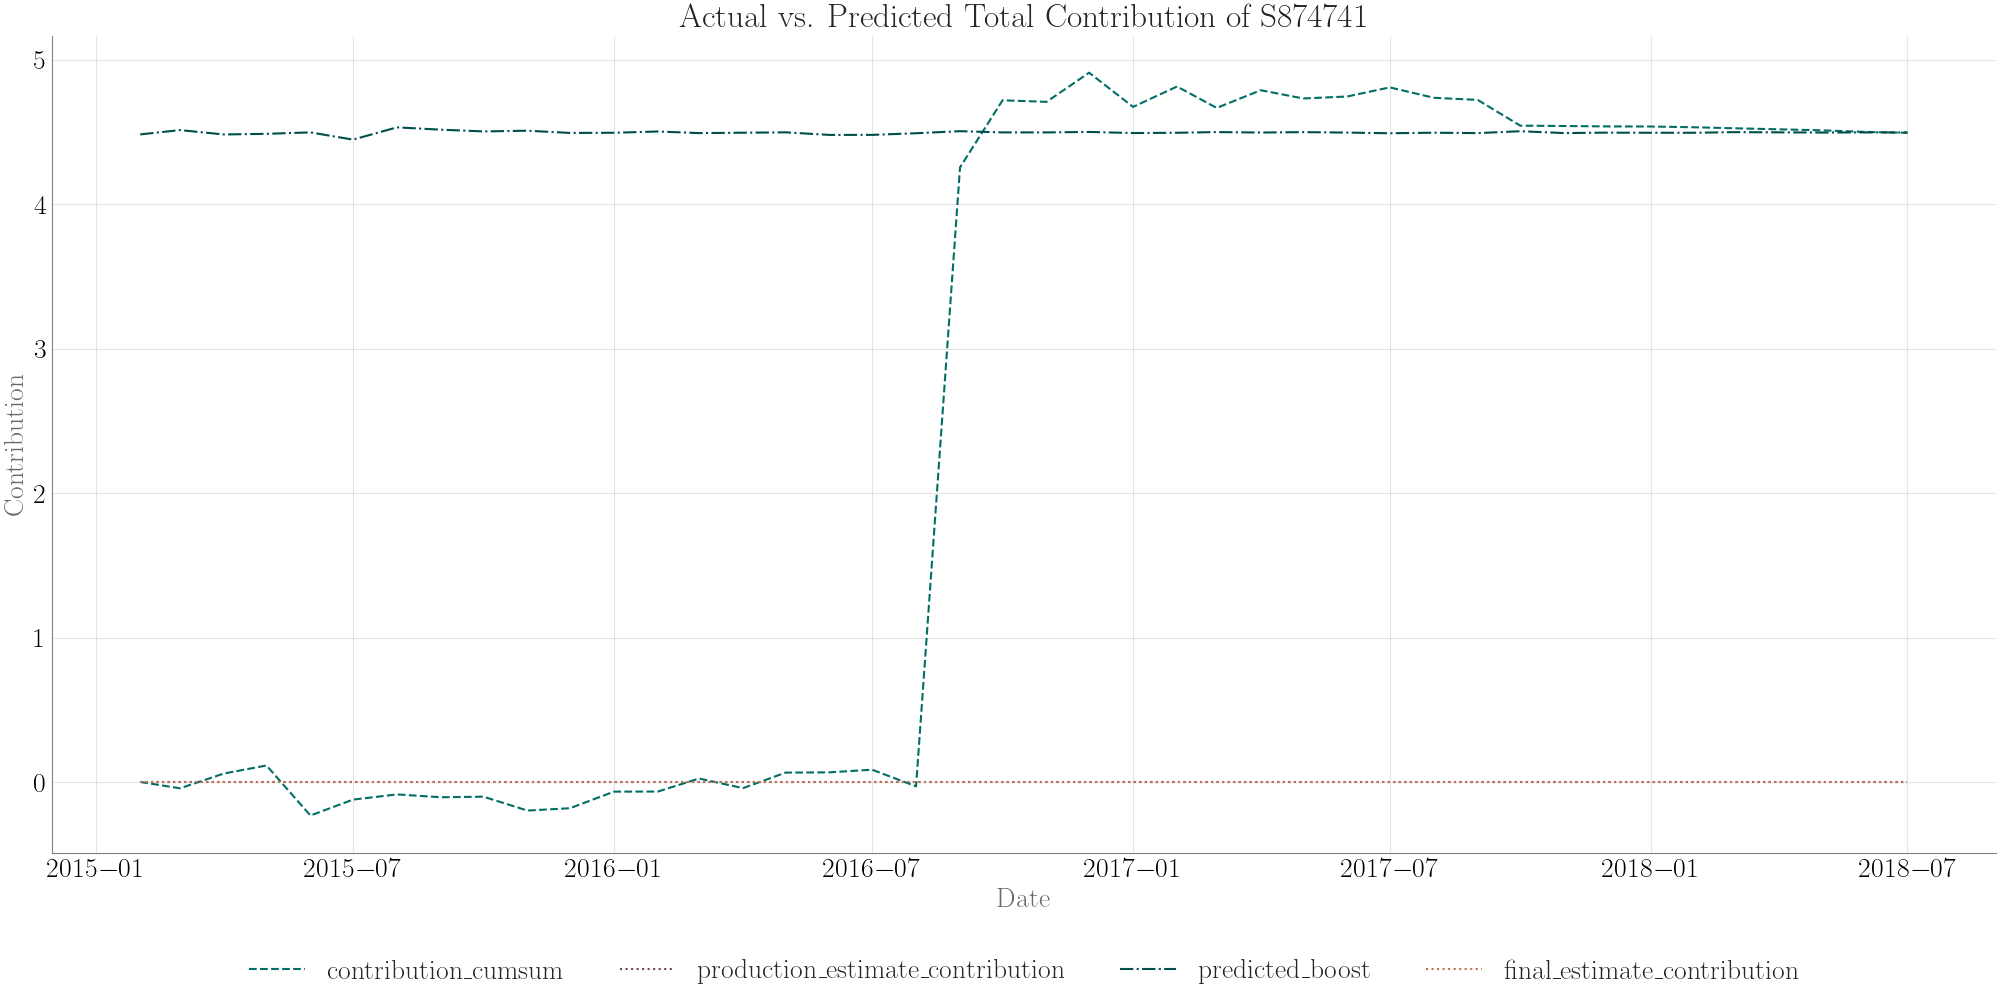 Actual vs. Predicted Total Contribution of S874741
5
4
3
2
1
0
Contribution
2015−01 2015−07 2016−01 2016−07 2017−01 2017−07 2018−01 2018−07
Date
contribution_cumsum production_estimate_contribution predicted_boost final_estimate_contribution